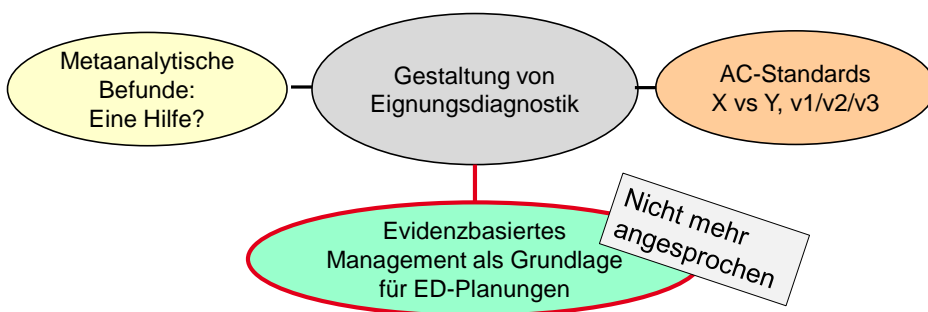 Metaanalytische
Befunde:
Eine Hilfe?
Gestaltung von
Eignungsdiagnostik
AC-Standards
X vs Y, v1/v2/v3
Evidenzbasiertes
Management als Grundlage
für ED-Planungen
Nicht mehr
angesprochen